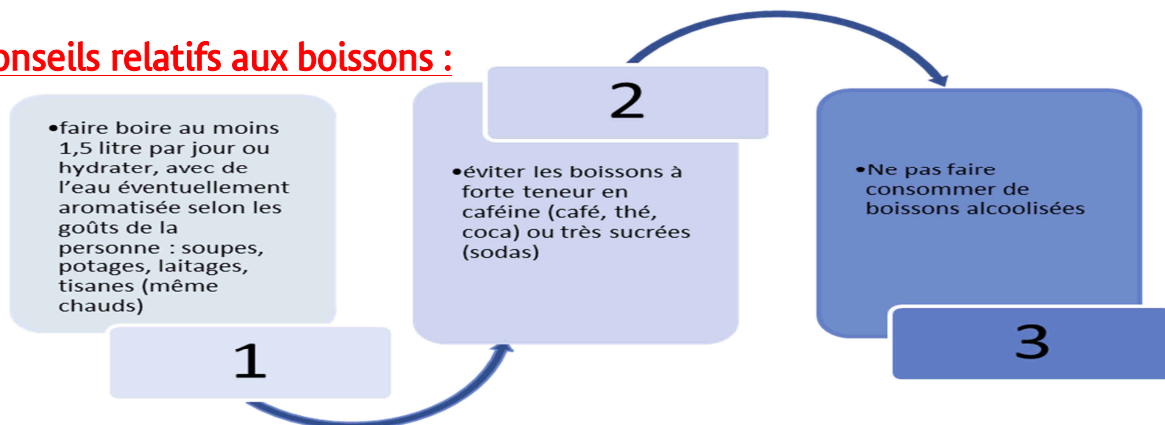 onseils relatifs aux boissons :
•faire boire au moins
1,5 litre par jour ou
hydrater, avec de
l’eau éventuellement
aromatisée selon les
goûts de la
personne : soupes,
potages, laitages,
tisanes (même
chauds)
1
2
•éviter les boissons à
forte teneur en
caféine (café, thé,
coca) ou très sucrées
(sodas)
•Ne pas faire
consommer de
boissons alcoolisées
3